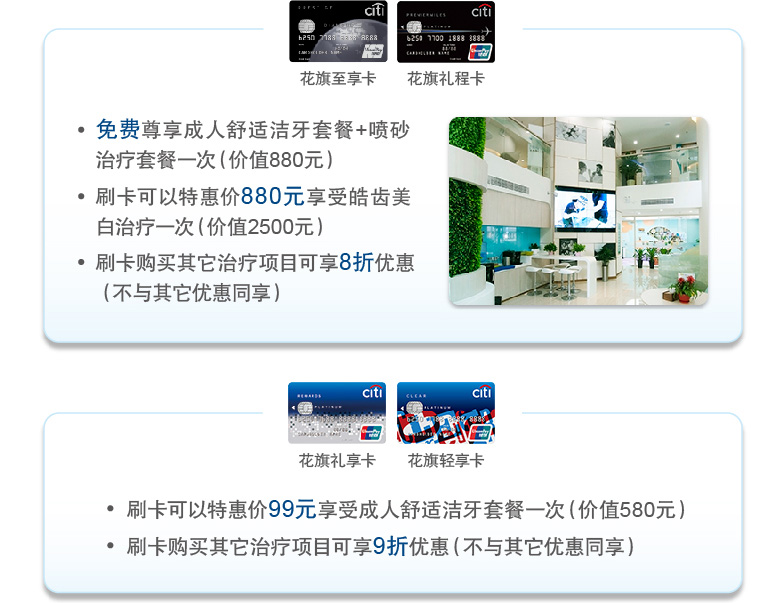 PRESTIGE
citi
PREMIERMILES
citi
花旗至享卡
花旗礼程卡
• 免费尊享成人舒适洁牙套餐+喷砂
治疗套餐一次(价值880元)
• 刷卡可以特惠价880元享受皓齿美
白治疗一次(价值2500元)
• 刷卡购买其它治疗项目可享8折优惠
(不与其它优惠同享)
REWARDS
citi
PLATINUM
CLEAR
citi
PLATINUM
花旗礼享卡
花旗轻享卡
• 刷卡可以特惠价99元享受成人舒适洁牙套餐一次(价值580元)
• 刷卡购买其它治疗项目可享9折优惠(不与其它优惠同享)